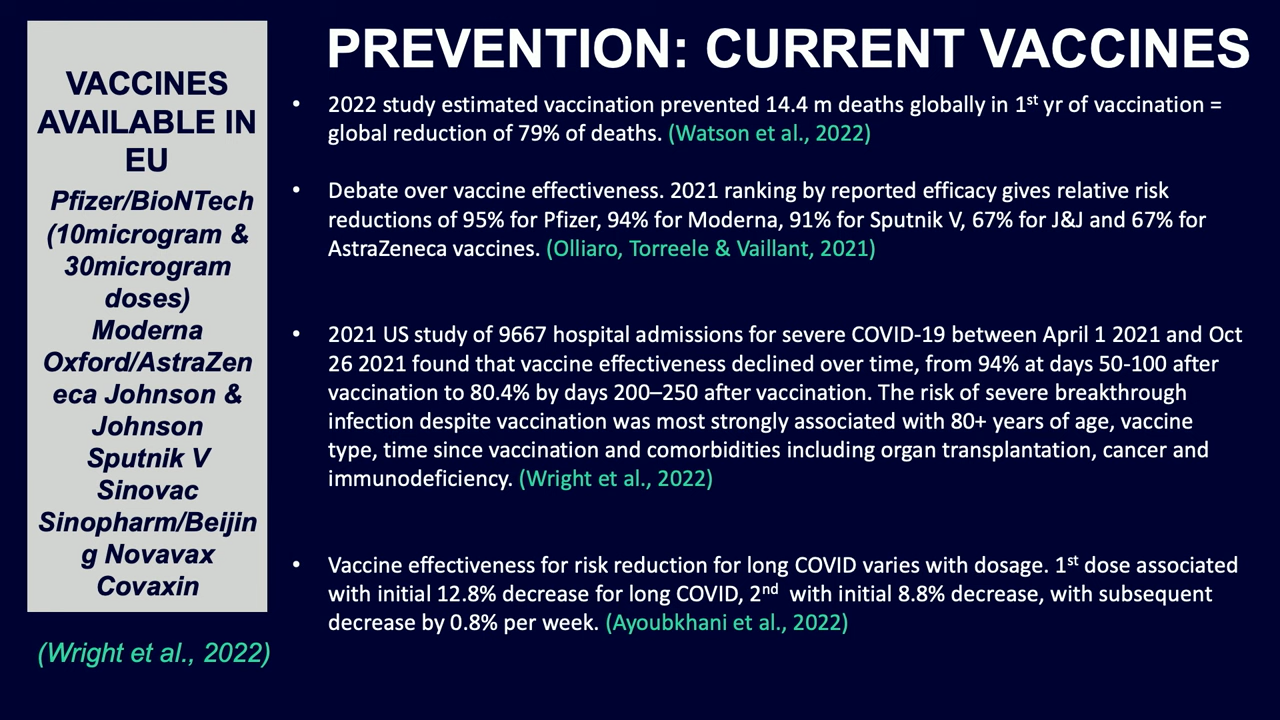 PREVENTION: CURRENT VACCINES
VACCINES
AVAILABLE IN
EU
Pfizer/BioNTech
(10microgram &
30microgram
doses)
Moderna
Oxford/AstraZen
eca Johnson &
Johnson
Sputnik V
Sinovac
Sinopharm/Beijin
g Novavax
Covaxin
(Wright et al., 2022)
• 2022 study estimated vaccination prevented 14.4 m deaths globally in 1st yr of vaccination =
global reduction of 79% of deaths. (Watson et al., 2022)
• Debate over vaccine effectiveness. 2021 ranking by reported efficacy gives relative risk
reductions of 95% for Pfizer, 94% for Moderna, 91% for Sputnik V, 67% for J&J and 67% for
AstraZeneca vaccines. (Olliaro, Torreele & Vaillant, 2021)
• 2021 US study of 9667 hospital admissions for severe COVID-19 between April 1 2021 and Oct
26 2021 found that vaccine effectiveness declined over time, from 94% at days 50-100 after
vaccination to 80.4% by days 200–250 after vaccination. The risk of severe breakthrough
infection despite vaccination was most strongly associated with 80+ years of age, vaccine
type, time since vaccination and comorbidities including organ transplantation, cancer and
immunodeficiency. (Wright et al., 2022)
• Vaccine effectiveness for risk reduction for long COVID varies with dosage. 1st dose associated
with initial 12.8% decrease for long COVID, 2nd with initial 8.8% decrease, with subsequent
decrease by 0.8% per week. (Ayoubkhani et al., 2022)